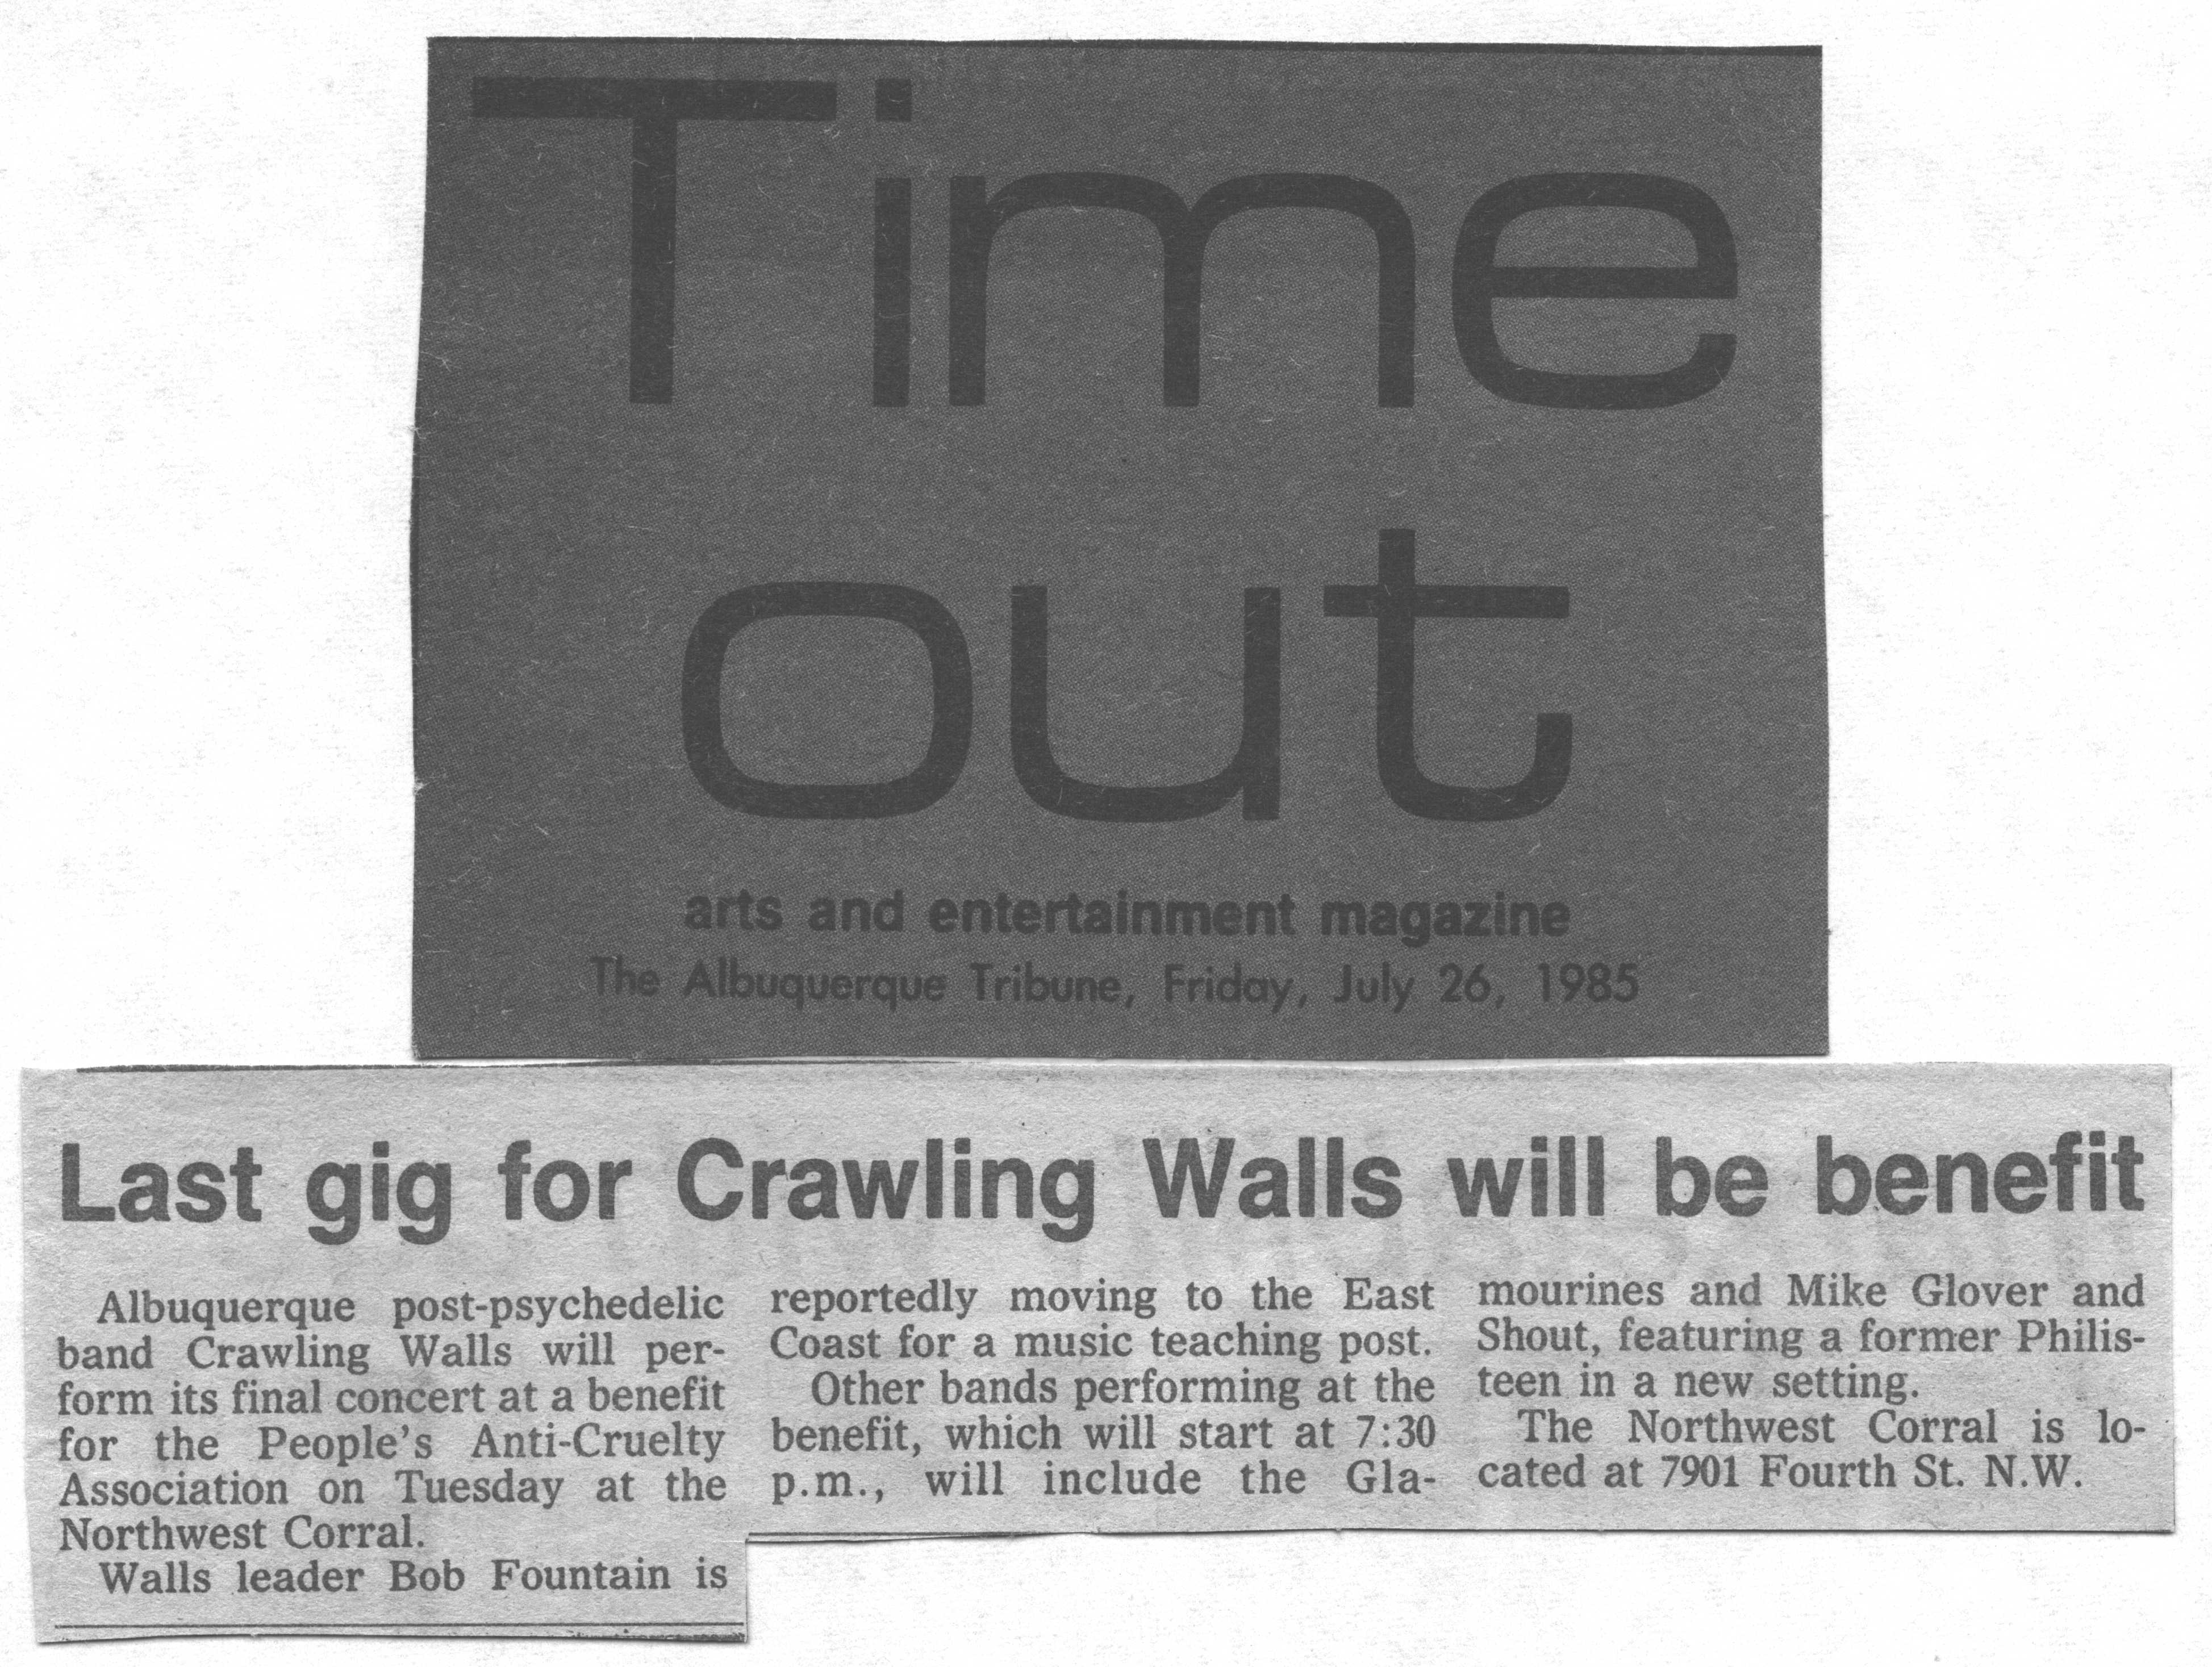 Time
out
arts and entertainment magazine
The Albuquerque Tribune, Friday, July 26, 1985
Last gig for Crawling Walls will be benefit
Albuquerque post-psychedelic
band Crawling Walls will per-
form its final concert at a benefit
for the People's Anti-Cruelty
Association on Tuesday at the
Northwest Corral.
Walls leader Bob Fountain is
reportedly moving to the East
Coast for a music teaching post.
Other bands performing at the
benefit, which will start at 7:30
p.m., will include the Gla-
mourines and Mike Glover and
Shout, featuring a former Philis-
teen in a new setting.
The Northwest Corral is lo-
cated at 7901 Fourth St. N.W.